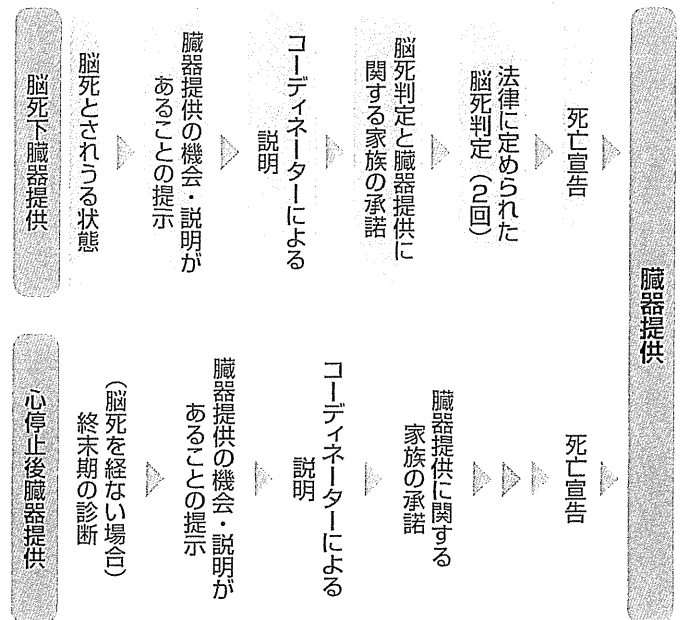 脳死下臓器提供
脳死とされうる状態
臓器提供の機会・説明が
あることの提示
コーディネーターによる
説明
脳死判定と臓器提供に
関する家族の承諾
法律に定められた
脳死判定（2回）
死亡宣告
心停止後臓器提供
（脳死を経ない場合）
終末期の診断
臓器提供の機会・説明が
あることの提示
コーディネーターによる
説明
臓器提供に関する
家族の承諾
死亡宣告
臓器提供